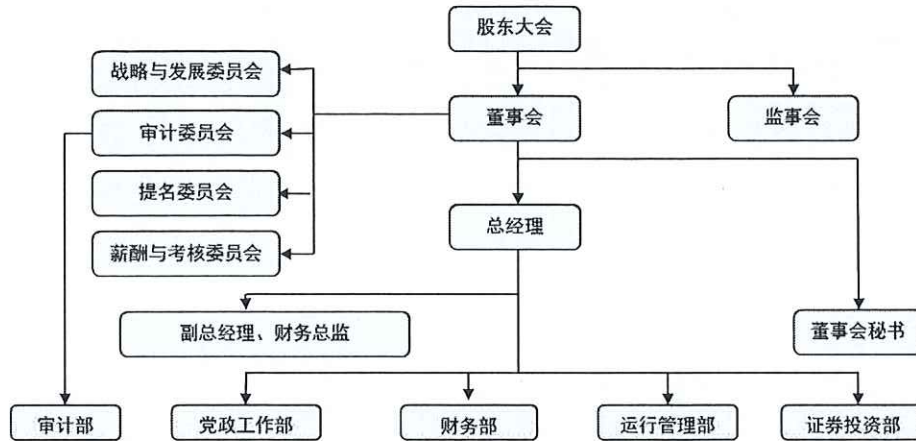 股东大会
战略与发展委员会
审计委员会
董事会
监事会
提名委员会
总经理
薪酬与考核委员会
副总经理、财务总监
董事会秘书
审计部
党政工作部
财务部
运行管理部
证券投资部